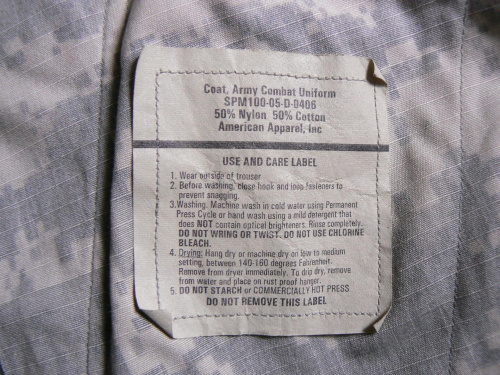 Coat, Army Combat Uniform
SPM100-05-D-0406
50% Nylon 50% Cotton
American Apparel, Inc
USE AND CARE LABEL
1. Wear outside of trouser
2. Before washing, close hook and loop fasteners to
prevent snagging.
3.Washing: Machine wash in cold water using Permanent
Press Cycle or hand wash using a mild detergent that
does NOT contain optical brighteners. Rinse completely.
DO NOT WRING OR TWIST. DO NOT USE CHLORINE
BLEACH.
4. Drying: Hang dry or machine dry on low to medium
setting, between 140-160 degrees Fahrenheit.
Remove from dryer immediately. To drip dry, remove
from water and place on rust proof hanger.
5. DO NOT STARCH or COMMERCIALLY HOT PRESS
DO NOT REMOVE THIS LABEL